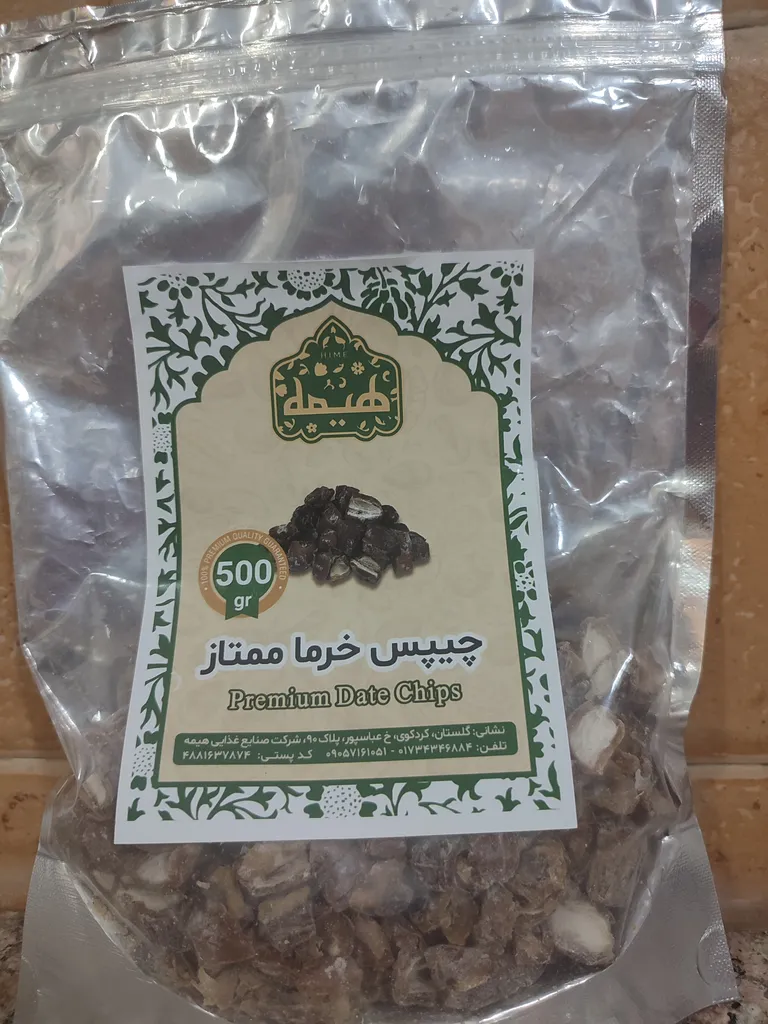 HIME
هیمه
100% PREMIUM QUALITY GUARANTEED
500
gr
چیپس خرما ممتاز
Premium Date Chips
نشانی: گلستان، کردکوی، خ عباسپور، پلاک ۹۰، شرکت صنایع غذایی هیمه
تلفن: ۰۱۷۳۴۳۴۶۸۸۴ - ۰۹۰۵۷۱۶۱۰۵۱ کد پستی: ۴۸۸۱۶۳۷۸۷۴